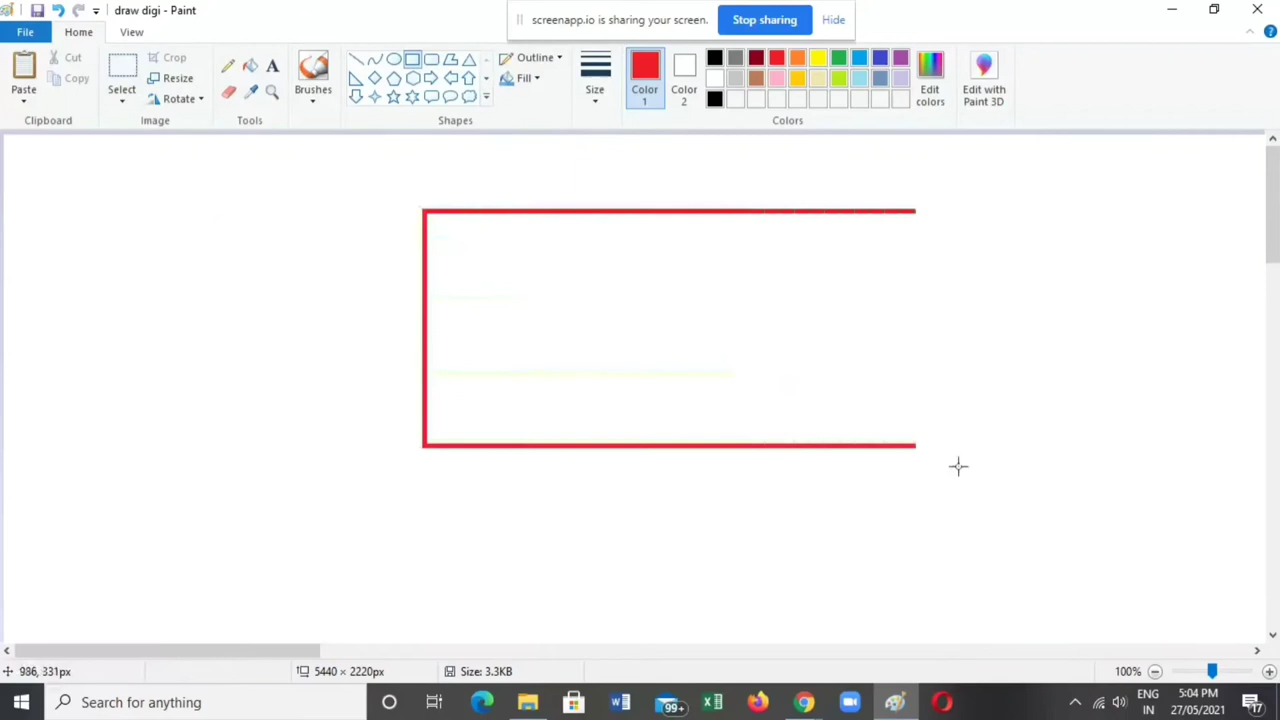 draw digi - Paint
screenapp.io is sharing your screen.
Stop sharing
Hide
File
Home
View
Paste
Cut
Copy
Clipboard
Select
Crop
Resize
Rotate
Image
A
Tools
Brushes
Outline
Fill
Shapes
Size
Color 1
Color 2
Edit colors
Edit with Paint 3D
Colors
986, 331px
5440 × 2220px
Size: 3.3KB
100%
Search for anything
99+
ENG
IN
5:04 PM
27/05/2021
17